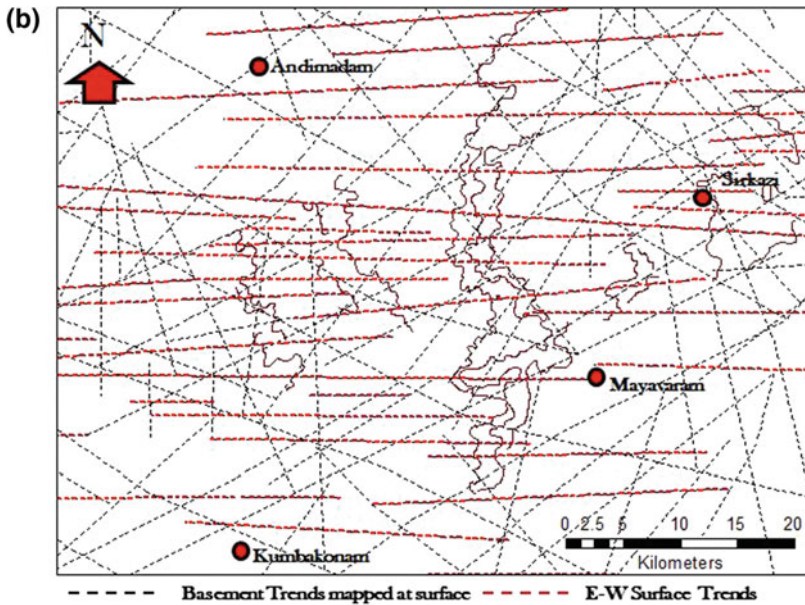 (b)
N
Andimadam
Sirkazi
Mayavaram
Kumbakonam
0 2.5 5 10 15 20
Kilometers
Basement Trends mapped at surface E-W Surface Trends